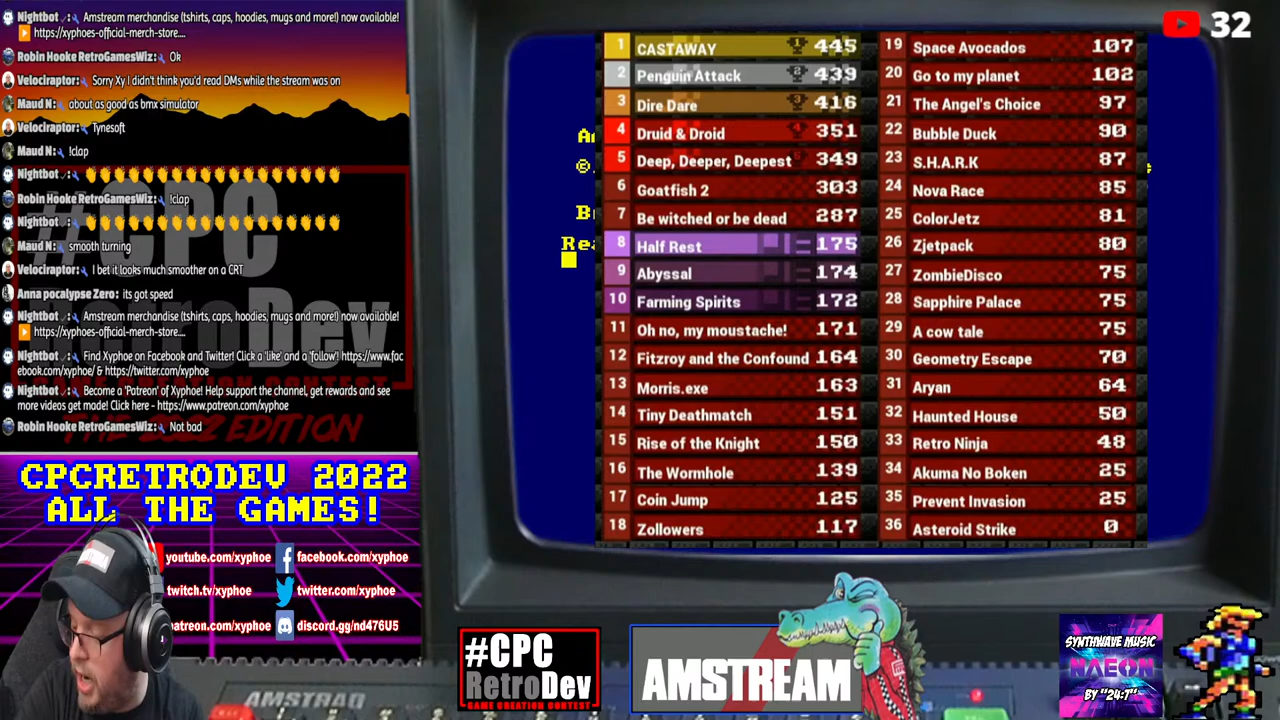 Nightbot: Amstream merchandise (tshirts, caps, hoodies, mugs and more!) now available!
https://xyphoes-official-merch-store....
Robin Hooke RetroGamesWiz: Ok
Velociraptor: Sorry Xy I didn't think you'd read DMs while the stream was on
Maud N: about as good as bmx simulator
Velociraptor: Tynesoft
Maud N: !clap
Nightbot: 👏👏👏👏👏👏👏👏👏👏👏👏👏👏👏👏👏👏
Robin Hooke RetroGamesWiz: !clap
Nightbot: 👏👏👏👏👏👏👏👏👏👏👏👏👏👏👏👏👏👏
Maud N: smooth turning
Velociraptor: I bet it looks much smoother on a CRT
Anna pocalypse Zero: its got speed
Nightbot: Amstream merchandise (tshirts, caps, hoodies, mugs and more!) now available!
https://xyphoes-official-merch-store....
Nightbot: Find Xyphoe on Facebook and Twitter! Click a 'like' and a 'follow'! https://www.fac
ebook.com/xyphoe/ & https://twitter.com/xyphoe
Nightbot: Become a 'Patreon' of Xyphoe! Help support the channel, get rewards and see
more videos get made! Click here - https://www.patreon.com/xyphoe
Robin Hooke RetroGamesWiz: Not bad
#CPC
RetroDev
THE 2022 EDITION
CPCRETRODEV 2022
ALL THE GAMES!
youtube.com/xyphoe
facebook.com/xyphoe
twitch.tv/xyphoe
twitter.com/xyphoe
patreon.com/xyphoe
discord.gg/nd476U5
32
1 CASTAWAY 445
2 Penguin Attack 439
3 Dire Dare 416
4 Druid & Droid 351
5 Deep, Deeper, Deepest 349
6 Goatfish 2 303
7 Be witched or be dead 287
8 Half Rest 175
9 Abyssal 174
10 Farming Spirits 172
11 Oh no, my moustache! 171
12 Fitzroy and the Confound 164
13 Morris.exe 163
14 Tiny Deathmatch 151
15 Rise of the Knight 150
16 The Wormhole 139
17 Coin Jump 125
18 Zollowers 117
19 Space Avocados 107
20 Go to my planet 102
21 The Angel's Choice 97
22 Bubble Duck 90
23 S.H.A.R.K 87
24 Nova Race 85
25 ColorJetz 81
26 Zjetpack 80
27 ZombieDisco 75
28 Sapphire Palace 75
29 A cow tale 75
30 Geometry Escape 70
31 Aryan 64
32 Haunted House 50
33 Retro Ninja 48
34 Akuma No Boken 25
35 Prevent Invasion 25
36 Asteroid Strike 0
#CPC
RetroDev
GAME CREATION CONTEST
AMSTREAM
SYNTHWAVE MUSIC
NAEON
BY "24:7"